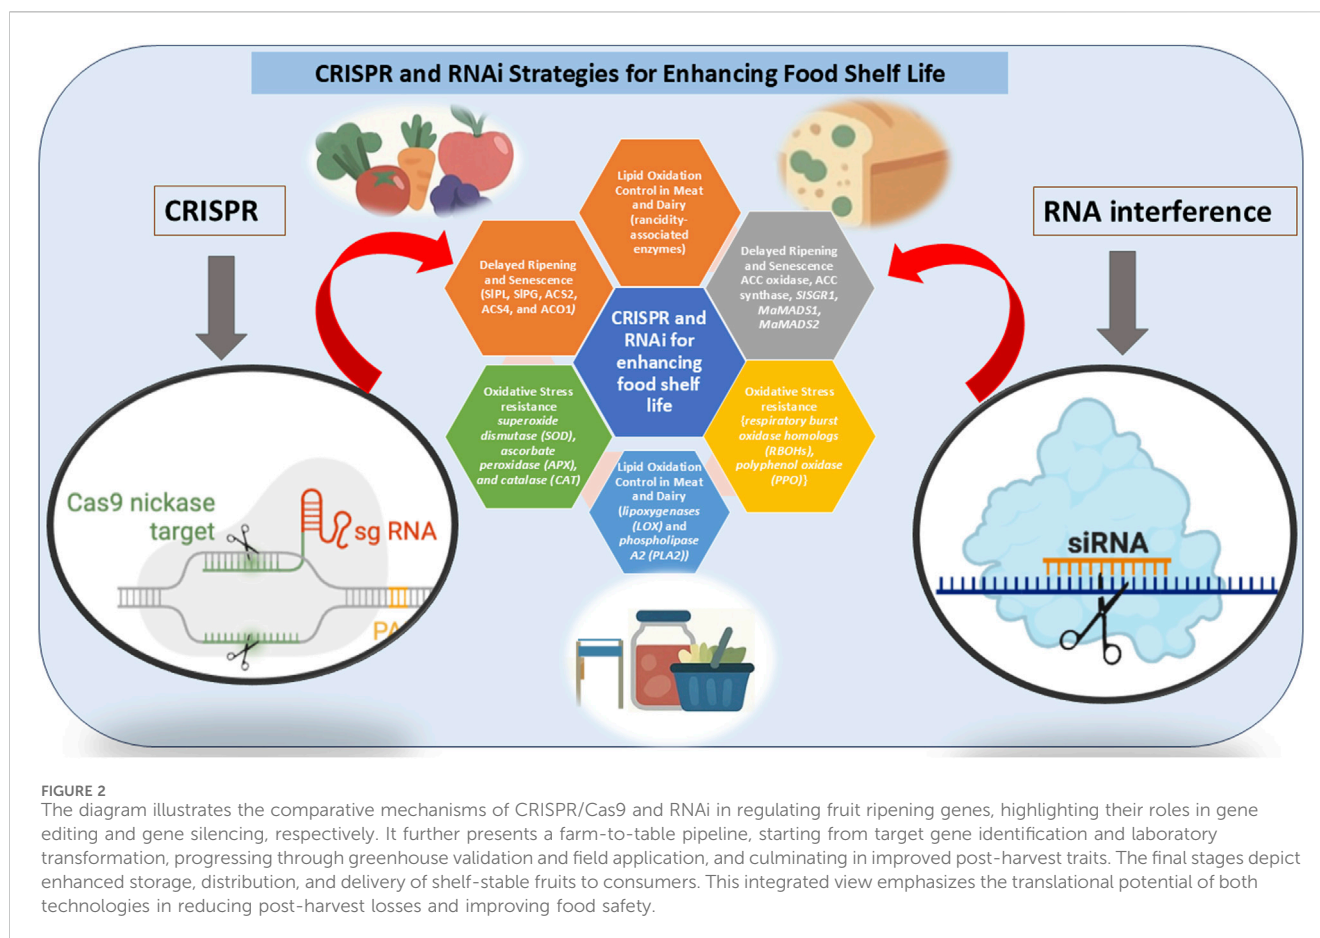 CRISPR and RNAi Strategies for Enhancing Food Shelf Life
CRISPR
RNA interference
Lipid Oxidation
Control in Meat
and Dairy
(rancidity-
associated
enzymes)
Delayed Ripening
and Senescence
(SlPL, SlPG, ACS2,
ACS4, and ACO1)
Delayed Ripening
and Senescence
ACC oxidase, ACC
synthase, SlSGR1,
MaMADS1,
MaMADS2
CRISPR and
RNAi for
enhancing
food shelf
life
Oxidative Stress
resistance
superoxide
dismutase (SOD),
ascorbate
peroxidase (APX),
and catalase (CAT)
Oxidative Stress
resistance
(respiratory burst
oxidase homologs
(RBOHs),
polyphenol oxidase
(PPO)}
Lipid Oxidation
Control in Meat
and Dairy
(lipoxygenases
(LOX) and
phospholipase
A2 (PLA2))
Cas9 nickase
target
sg RNA
PA
siRNA
FIGURE 2
The diagram illustrates the comparative mechanisms of CRISPR/Cas9 and RNAi in regulating fruit ripening genes, highlighting their roles in gene
editing and gene silencing, respectively. It further presents a farm-to-table pipeline, starting from target gene identification and laboratory
transformation, progressing through greenhouse validation and field application, and culminating in improved post-harvest traits. The final stages depict
enhanced storage, distribution, and delivery of shelf-stable fruits to consumers. This integrated view emphasizes the translational potential of both
technologies in reducing post-harvest losses and improving food safety.